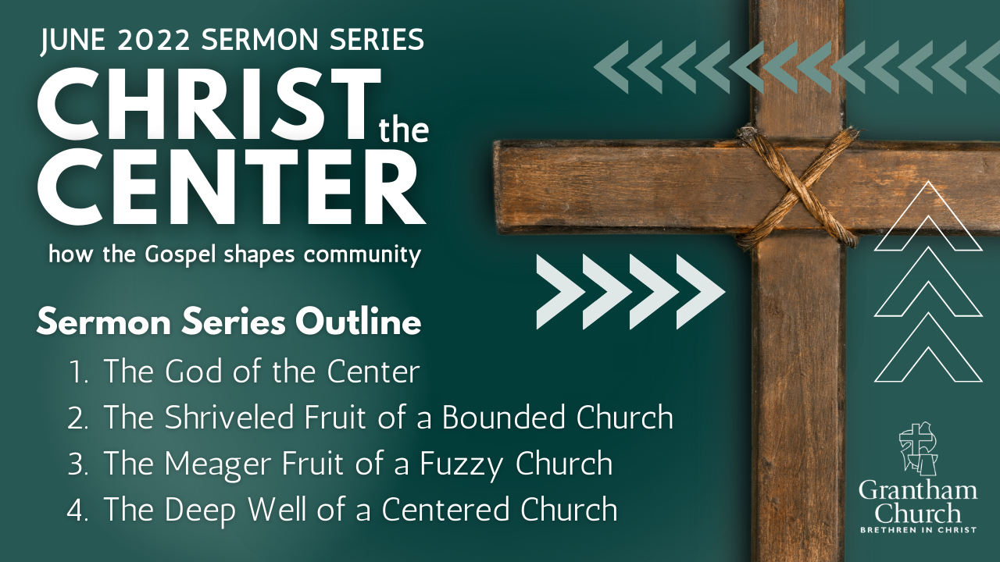 JUNE 2022 SERMON SERIES
CHRIST the
CENTER
how the Gospel shapes community
Sermon Series Outline
1. The God of the Center
2. The Shriveled Fruit of a Bounded Church
3. The Meager Fruit of a Fuzzy Church
4. The Deep Well of a Centered Church
Grantham
Church
BRETHREN IN CHRIST